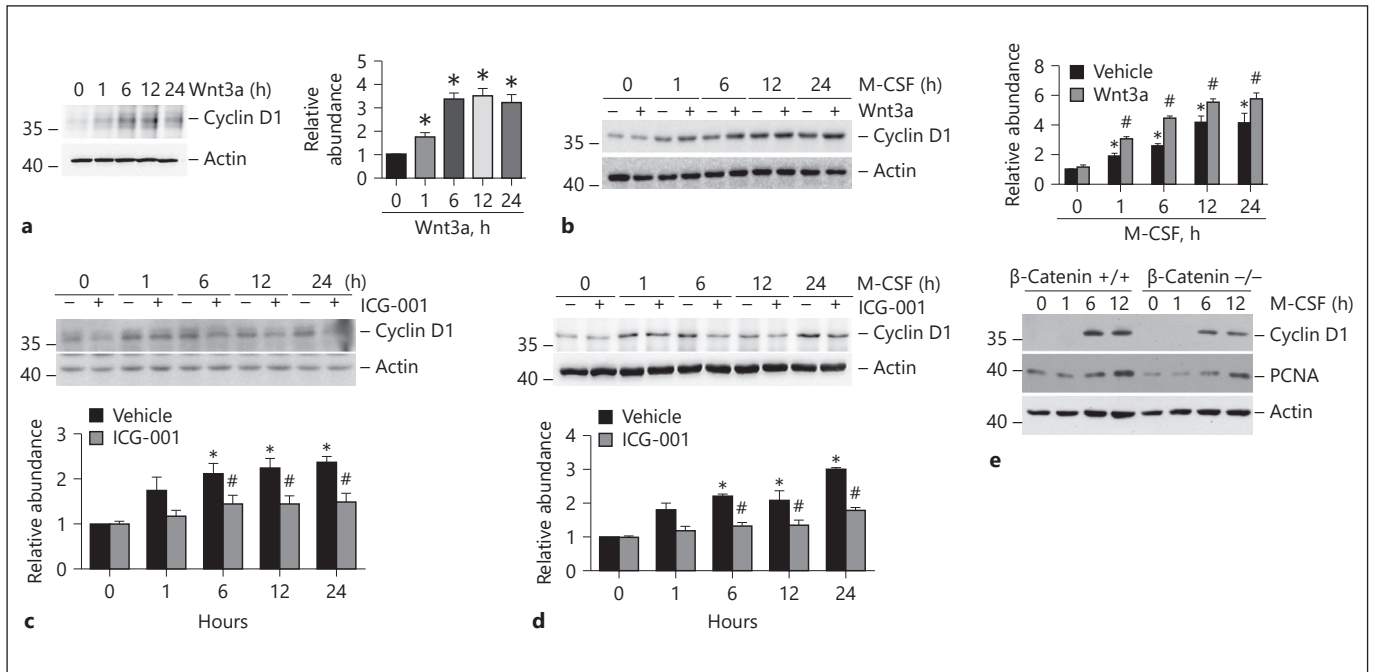 0 1 6 12 24 Wnt3a (h)
35 – – Cyclin D1
40 – – Actin
Relative abundance
5
4
3
2
1
0
* * * *
0 1 6 12 24
Wnt3a, h
a
0 1 6 12 24 M-CSF (h)
– + – + – + – + – + Wnt3a
35 – – Cyclin D1
40 – – Actin
Relative abundance
8
6
4
2
0
Vehicle
Wnt3a
* # * # * # * #
0 1 6 12 24
M-CSF, h
b
0 1 6 12 24 (h)
– + – + – + – + – + ICG-001
35 – – Cyclin D1
40 – – Actin
Vehicle
ICG-001
Relative abundance
3
2
1
0
* # * # * #
0 1 6 12 24
Hours
c
0 1 6 12 24 M-CSF (h)
– + – + – + – + – + ICG-001
35 – – Cyclin D1
40 – – Actin
Vehicle
ICG-001
Relative abundance
4
3
2
1
0
* # * # * #
0 1 6 12 24
Hours
d
β-Catenin +/+ β-Catenin –/–
0 1 6 12 0 1 6 12 M-CSF (h)
35 – – Cyclin D1
40 – – PCNA
40 – – Actin
e